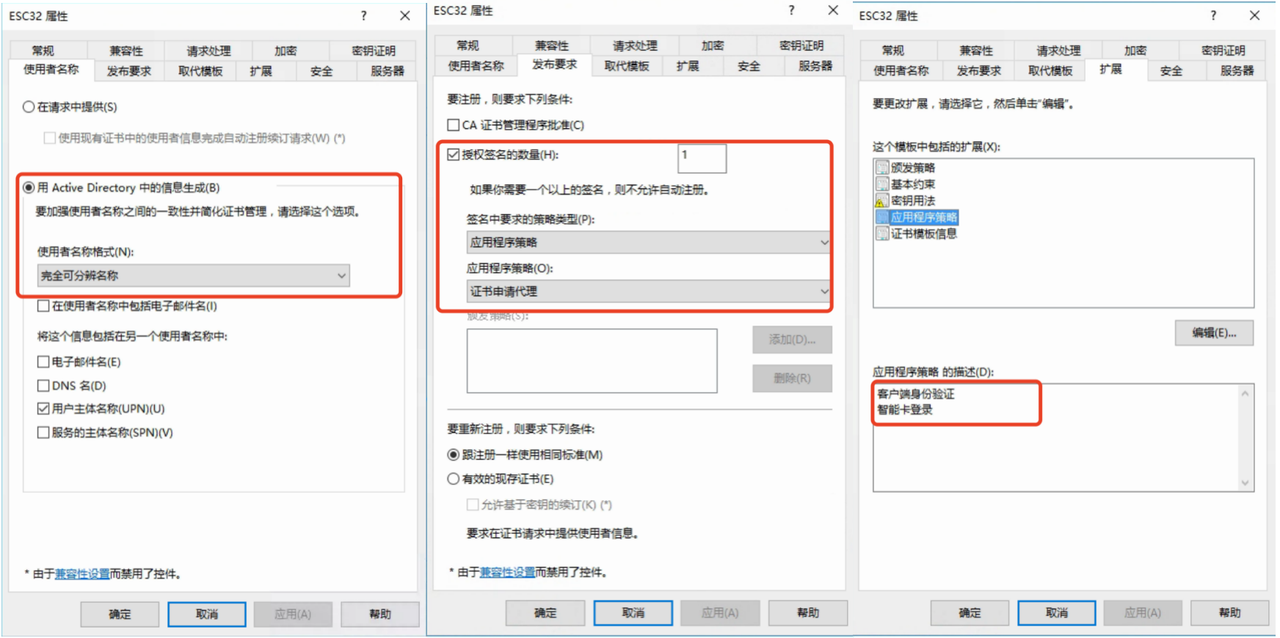 ESC32 属性
?
常规
兼容性
请求处理
加密
密钥证明
使用者名称
发布要求
取代模板
扩展
安全
服务器
在请求中提供(S)
使用现有证书中的使用者信息完成自动注册续订请求(W) (*)
用 Active Directory 中的信息生成(B)
要加强使用者名称之间的一致性并简化证书管理，请选择这个选项。
使用者名称格式(N):
完全可分辨名称
在使用者名称中包括电子邮件名(I)
将这个信息包括在另一个使用者名称中:
电子邮件名(E)
DNS 名(D)
用户主体名称(UPN)(U)
服务的主体名称(SPN)(V)
* 由于兼容性设置而禁用了控件。
确定
取消
应用(A)
帮助
ESC32 属性
?
常规
兼容性
请求处理
加密
密钥证明
使用者名称
发布要求
取代模板
扩展
安全
服务器
要注册，则要求下列条件:
CA 证书管理程序批准(C)
授权签名的数量(H):
1
如果你需要一个以上的签名，则不允许自动注册。
签名中要求的策略类型(P):
应用程序策略
应用程序策略(O):
证书申请代理
颁发策略(S):
添加(D)...
删除(R)
要重新注册，则要求下列条件:
跟注册一样使用相同标准(M)
有效的现存证书(E)
允许基于密钥的续订(K) (*)
要求在证书请求中提供使用者信息。
* 由于兼容性设置而禁用了控件。
确定
取消
应用(A)
帮助
ESC32 属性
?
常规
兼容性
请求处理
加密
密钥证明
使用者名称
发布要求
取代模板
扩展
安全
服务器
要更改扩展，请选择它，然后单击"编辑"。
这个模板中包括的扩展(X):
颁发策略
基本约束
密钥用法
应用程序策略
证书模板信息
编辑(E)...
应用程序策略 的描述(D):
客户端身份验证
智能卡登录
确定
取消
应用(A)
帮助